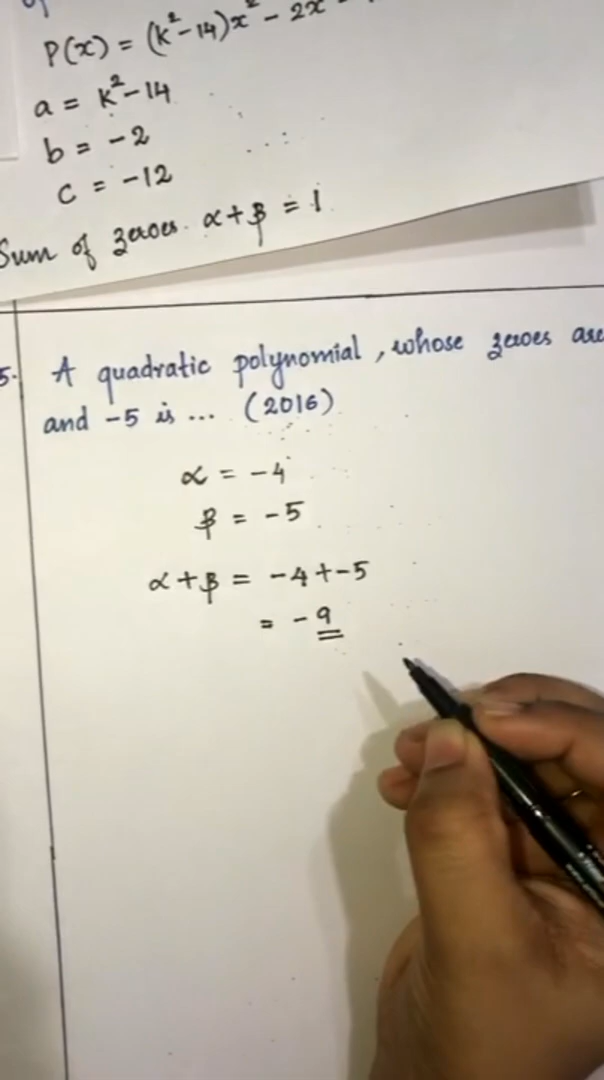 P(x) = (k²-14)x² - 2x -
a = k²-14
b = -2
c = -12
Sum of zeroes. α+β = 1
5. A quadratic polynomial, whose zeroes are
and -5 is ... (2016)
α = -4
β = -5
α+β = -4+-5
= -9